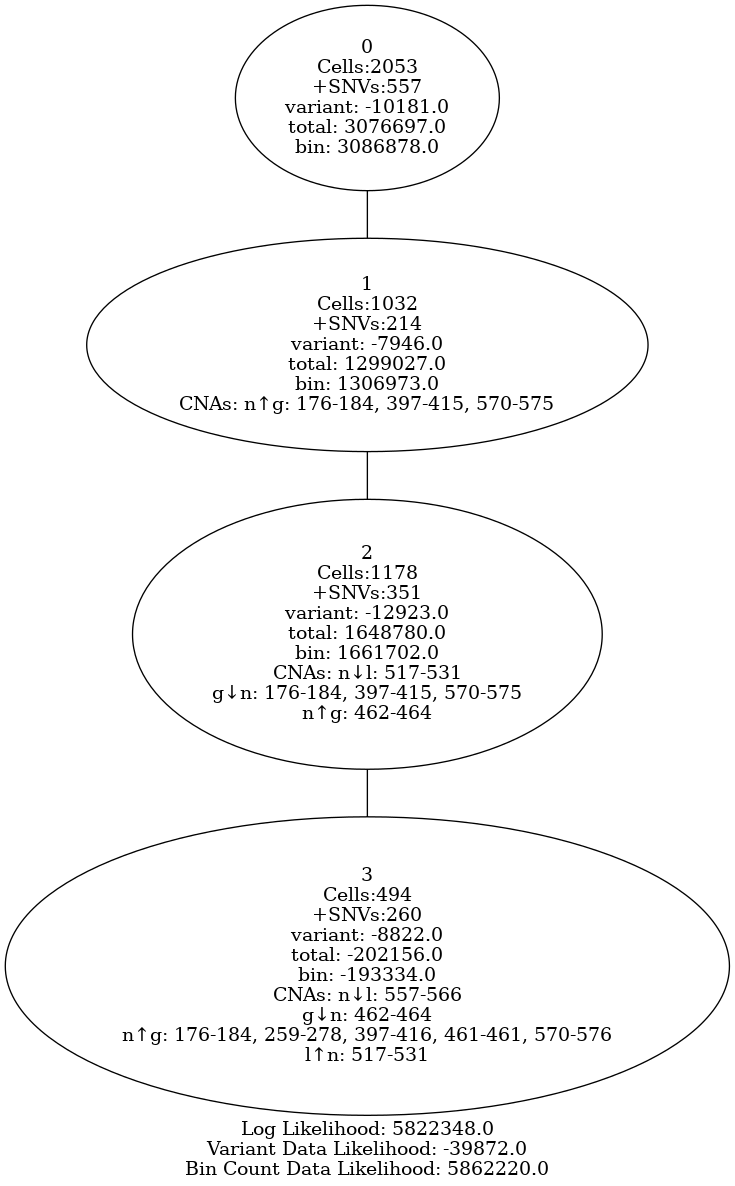 0
Cells:2053
+SNVs:557
variant: -10181.0
total: 3076697.0
bin: 3086878.0
1
Cells:1032
+SNVs:214
variant: -7946.0
total: 1299027.0
bin: 1306973.0
CNAs: n↑g: 176-184, 397-415, 570-575
2
Cells:1178
+SNVs:351
variant: -12923.0
total: 1648780.0
bin: 1661702.0
CNAs: n↓l: 517-531
g↓n: 176-184, 397-415, 570-575
n↑g: 462-464
3
Cells:494
+SNVs:260
variant: -8822.0
total: -202156.0
bin: -193334.0
CNAs: n↓l: 557-566
g↓n: 462-464
n↑g: 176-184, 259-278, 397-416, 461-461, 570-576
l↑n: 517-531
Log Likelihood: 5822348.0
Variant Data Likelihood: -39872.0
Bin Count Data Likelihood: 5862220.0